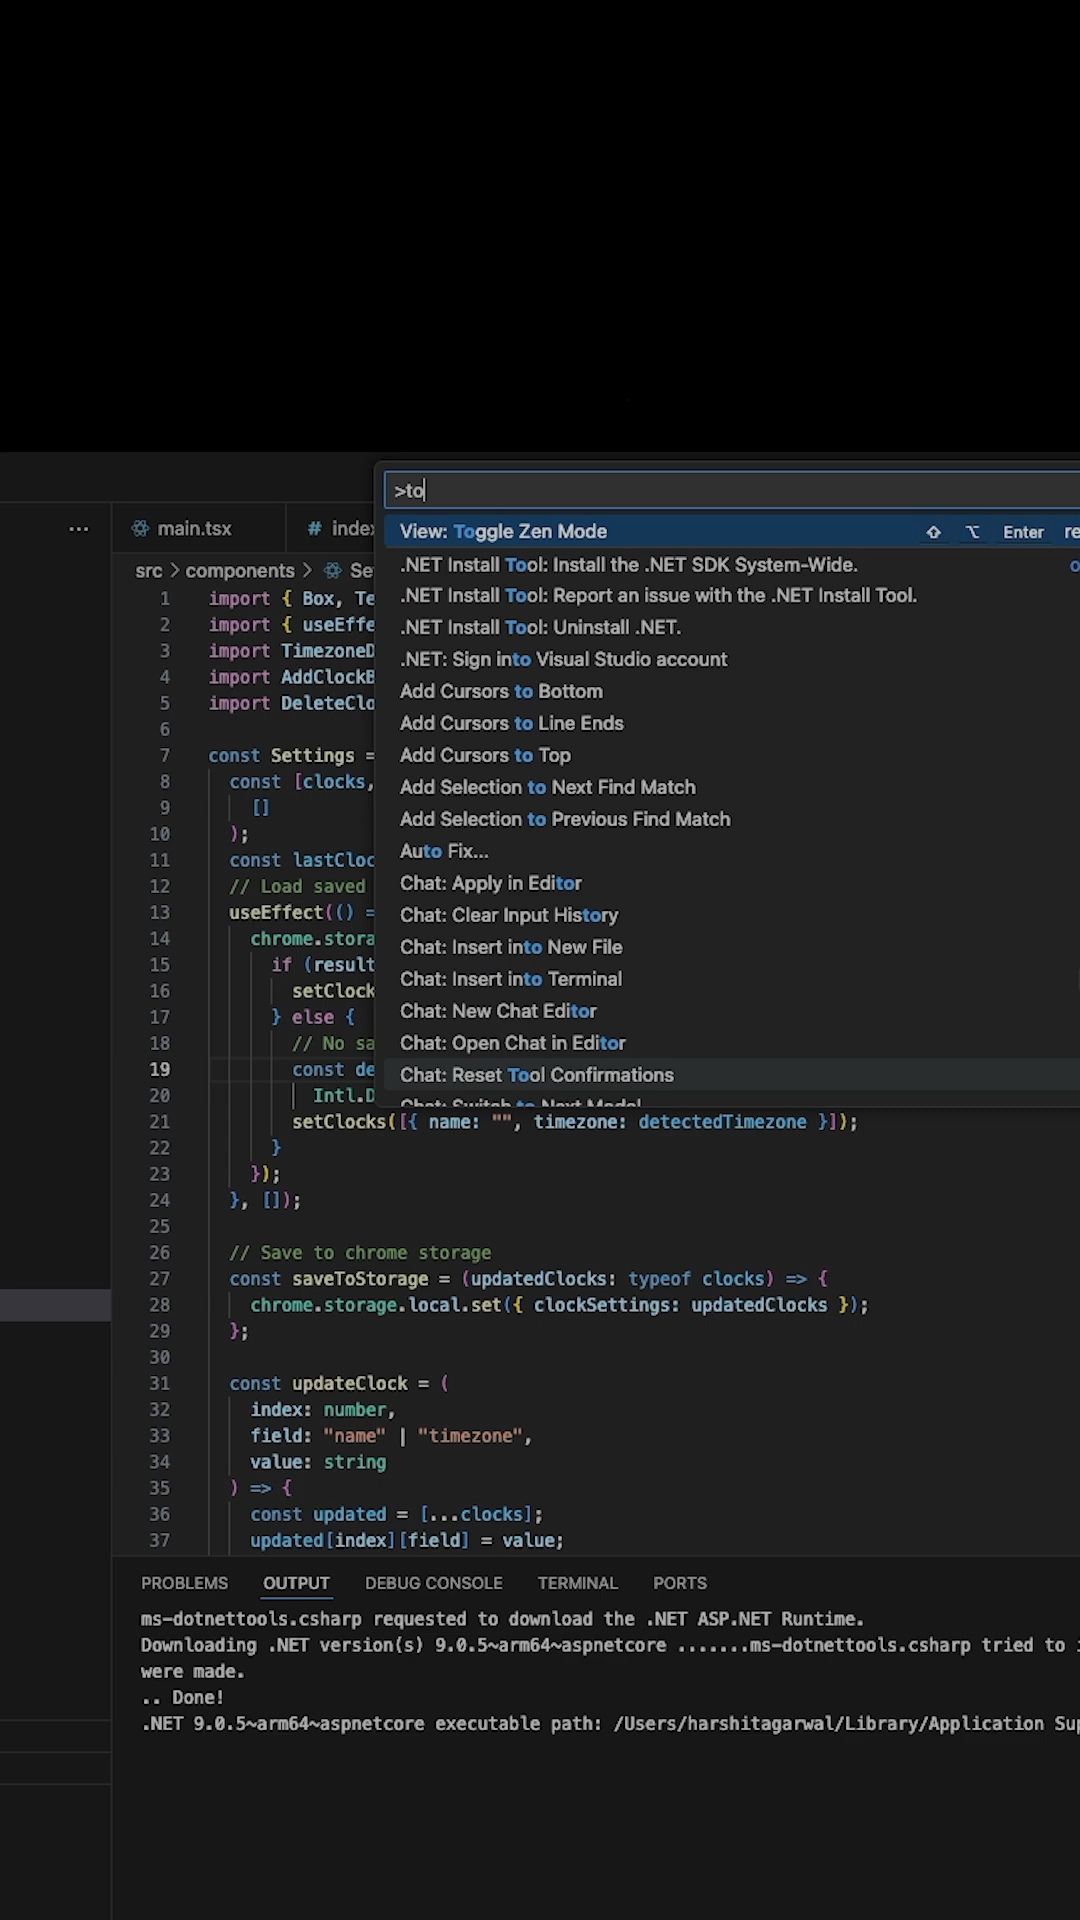 >to
... main.tsx # index
View: Toggle Zen Mode ⇧ ⌥ Enter re
src > components > Se
.NET Install Tool: Install the .NET SDK System-Wide.
.NET Install Tool: Report an issue with the .NET Install Tool.
.NET Install Tool: Uninstall .NET.
.NET: Sign into Visual Studio account
Add Cursors to Bottom
Add Cursors to Line Ends
Add Cursors to Top
Add Selection to Next Find Match
Add Selection to Previous Find Match
Auto Fix...
Chat: Apply in Editor
Chat: Clear Input History
Chat: Insert into New File
Chat: Insert into Terminal
Chat: New Chat Editor
Chat: Open Chat in Editor
Chat: Reset Tool Confirmations
Chat: Switch to Next Model
1 import { Box, Te
2 import { useEffe
3 import TimezoneD
4 import AddClockB
5 import DeleteClo
6
7 const Settings =
8 const [clocks,
9 []
10 );
11 const lastCloc
12 // Load saved
13 useEffect(() =
14 chrome.stora
15 if (result
16 setClock
17 } else {
18 // No sa
19 const de
20 Intl.D
21 setClocks([{ name: "", timezone: detectedTimezone }]);
22 }
23 });
24 }, []);
25
26 // Save to chrome storage
27 const saveToStorage = (updatedClocks: typeof clocks) => {
28 chrome.storage.local.set({ clockSettings: updatedClocks });
29 };
30
31 const updateClock = (
32 index: number,
33 field: "name" | "timezone",
34 value: string
35 ) => {
36 const updated = [...clocks];
37 updated[index][field] = value;
PROBLEMS OUTPUT DEBUG CONSOLE TERMINAL PORTS
ms-dotnettools.csharp requested to download the .NET ASP.NET Runtime.
Downloading .NET version(s) 9.0.5~arm64~aspnetcore .......ms-dotnettools.csharp tried to
were made.
.. Done!
.NET 9.0.5~arm64~aspnetcore executable path: /Users/harshitagarwal/Library/Application Sup